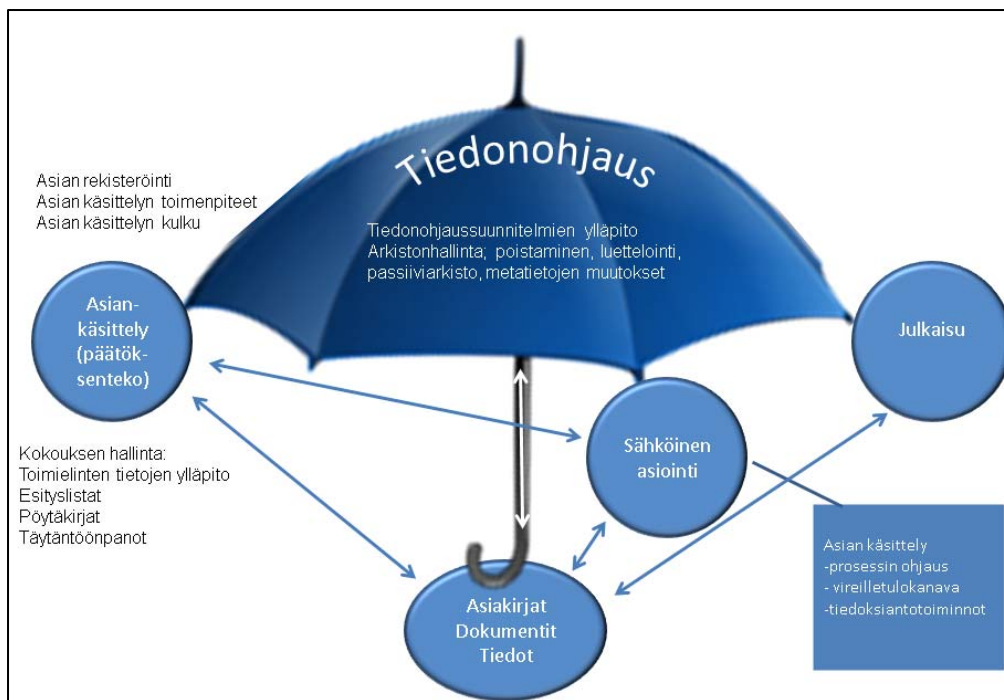 Tiedonohjaus
Asian rekisteröinti
Asian käsittelyn toimenpiteet
Asian käsittelyn kulku
Tiedonohjaussuunnitelmien ylläpito
Arkistonhallinta; poistaminen, luettelointi,
passiiviarkisto, metatietojen muutokset
Asian-
käsittely
(päätök-
senteko)
Julkaisu
Kokouksen hallinta:
Toimielinten tietojen ylläpito
Esityslistat
Pöytäkirjat
Täytäntöönpanot
Sähköinen
asiointi
Asian käsittely
-prosessin ohjaus
- vireilletulokanava
-tiedoksiantotoiminnot
Asiakirjat
Dokumentit
Tiedot